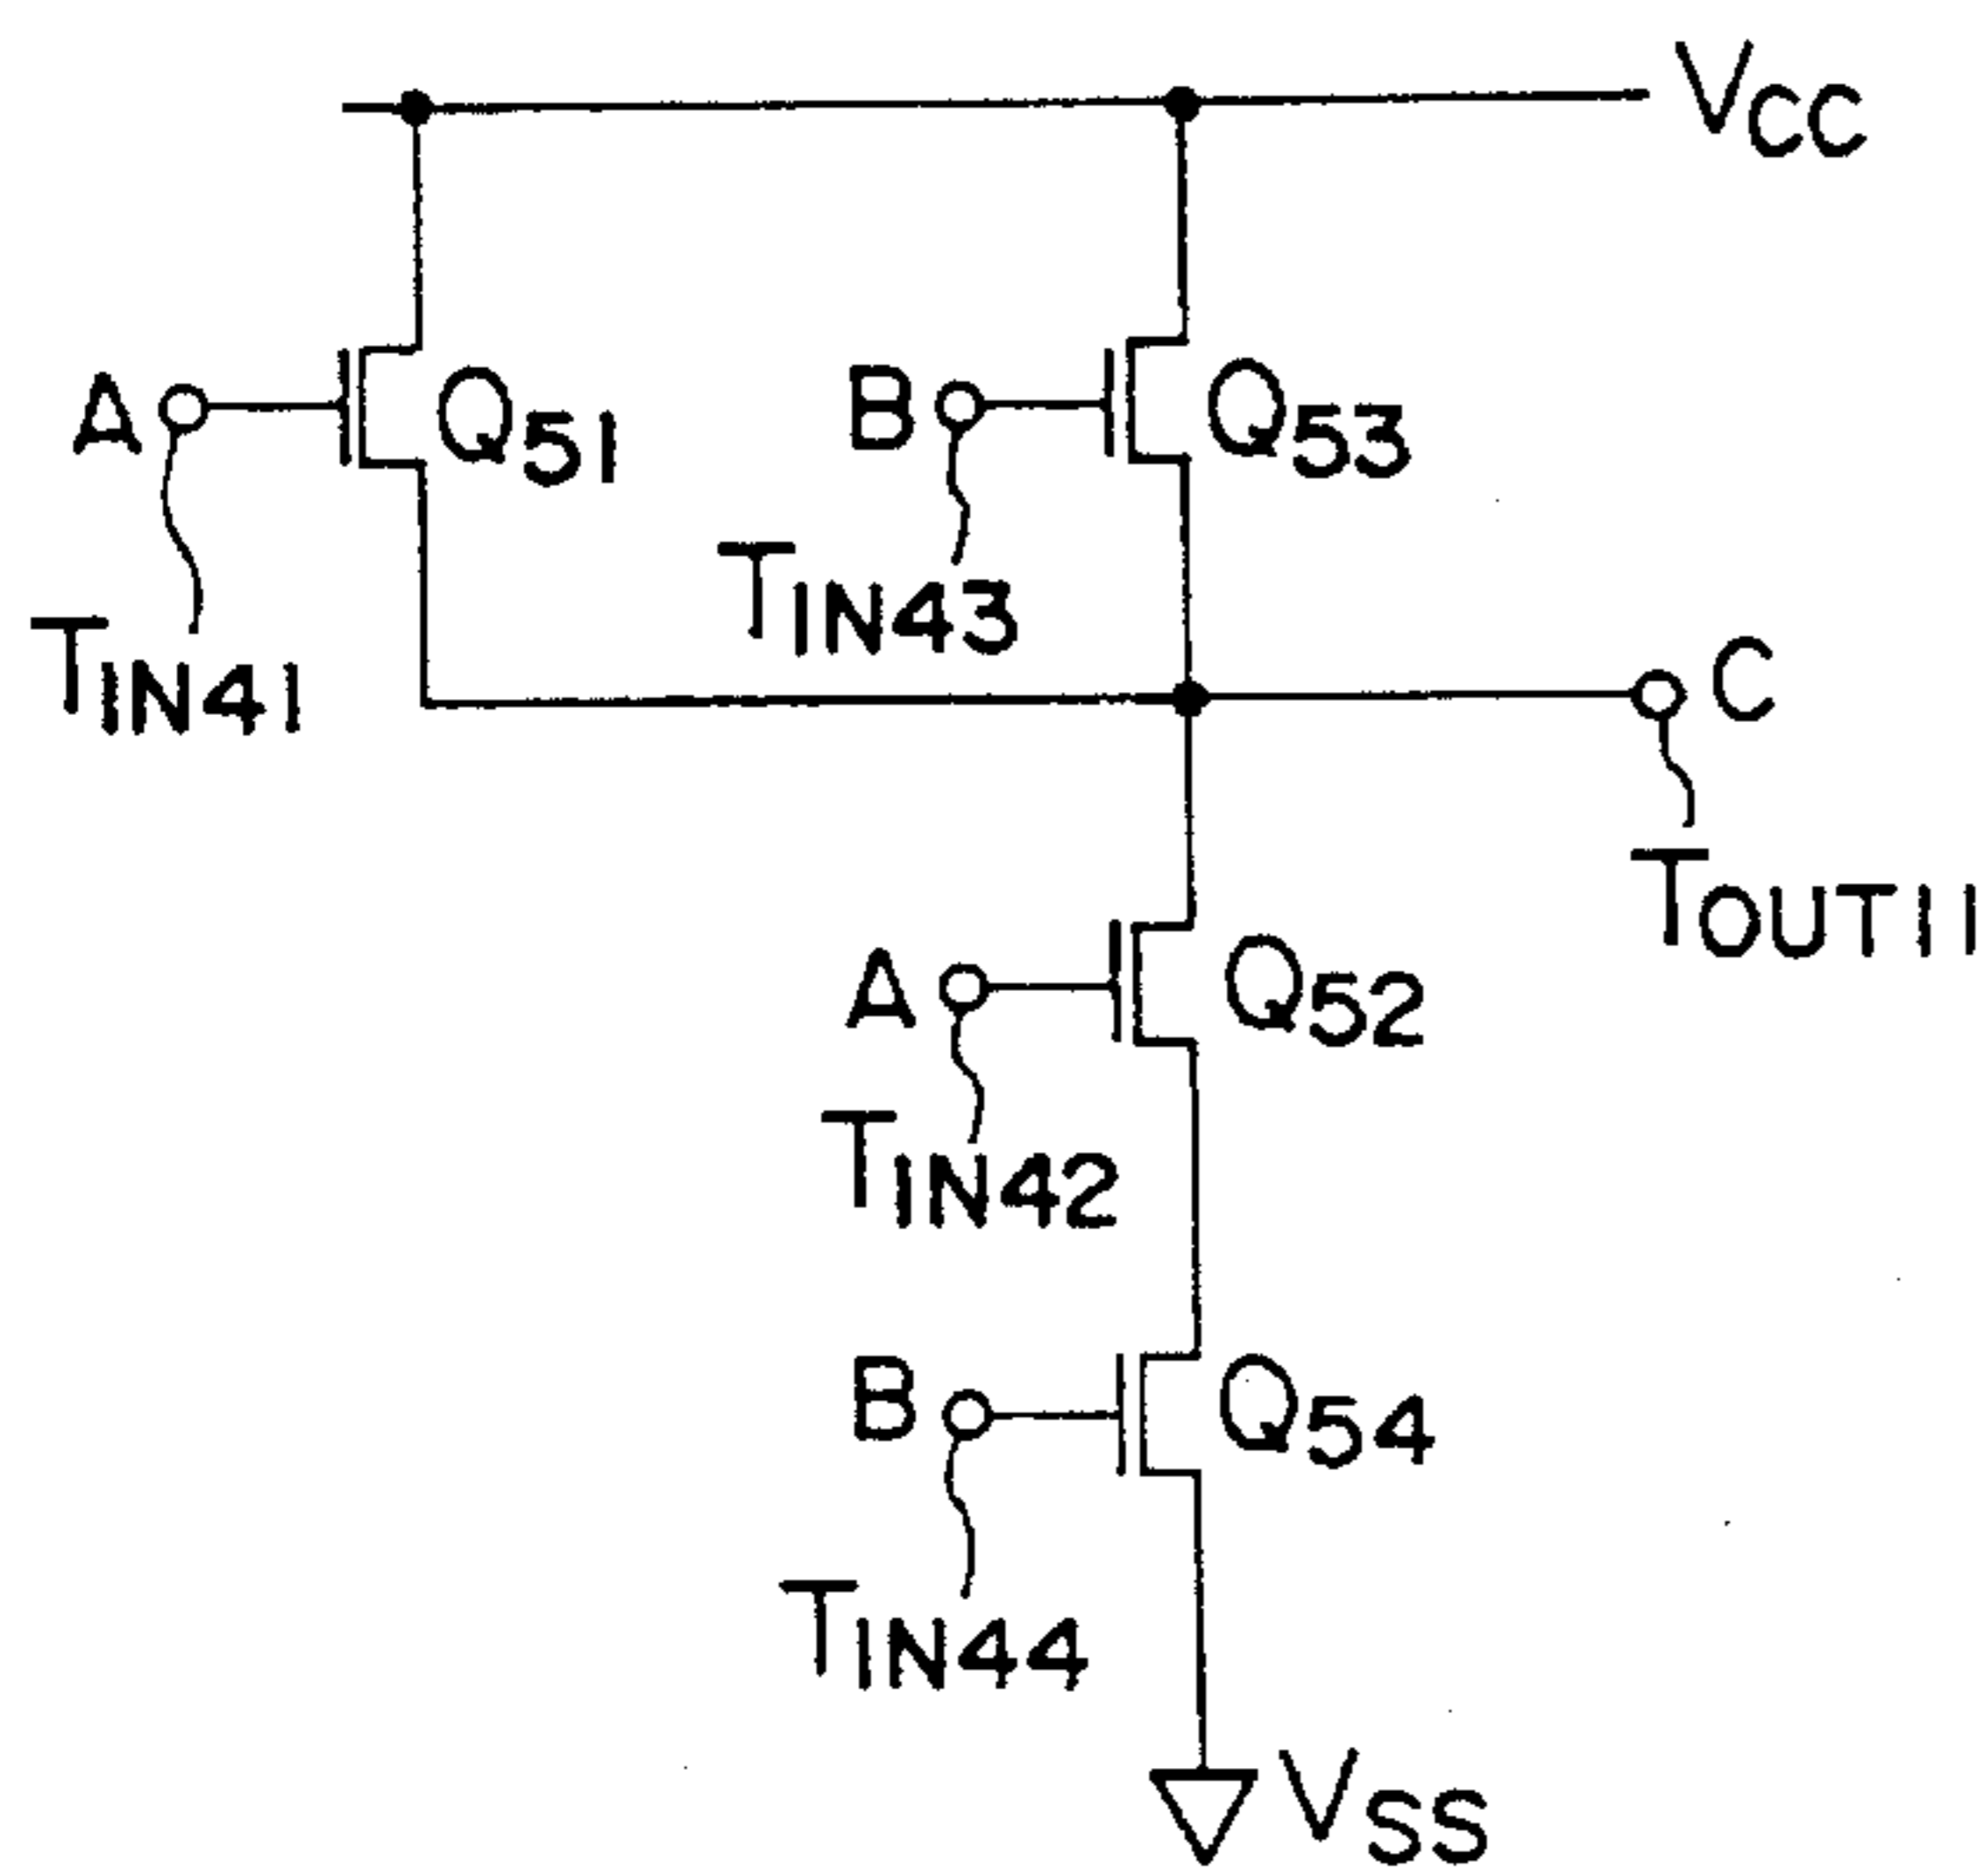 VCC
A Q51
B Q53
TIN41
TIN43
C
TOUT11
A Q52
TIN42
B Q54
TIN44
VSS